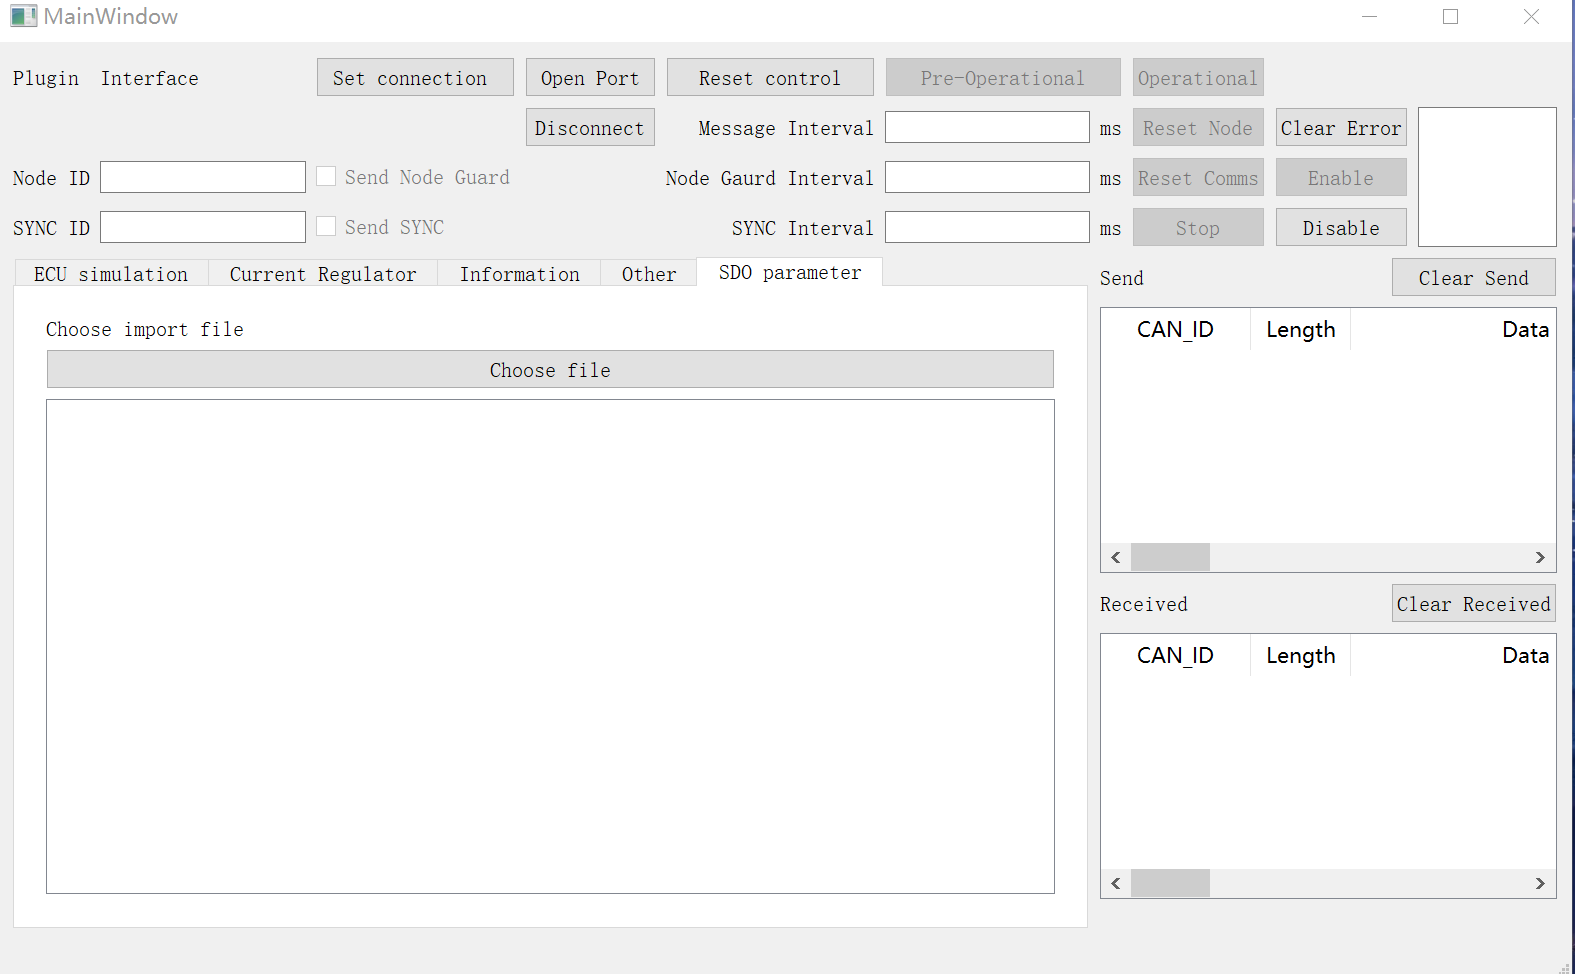 MainWindow
Plugin Interface Set connection Open Port Reset control Pre-Operational Operational
Disconnect Message Interval ms Reset Node Clear Error
Node ID Send Node Guard Node Gaurd Interval ms Reset Comms Enable
SYNC ID Send SYNC SYNC Interval ms Stop Disable
ECU simulation Current Regulator Information Other SDO parameter
Choose import file
Choose file
Send Clear Send
CAN_ID Length Data
Received Clear Received
CAN_ID Length Data